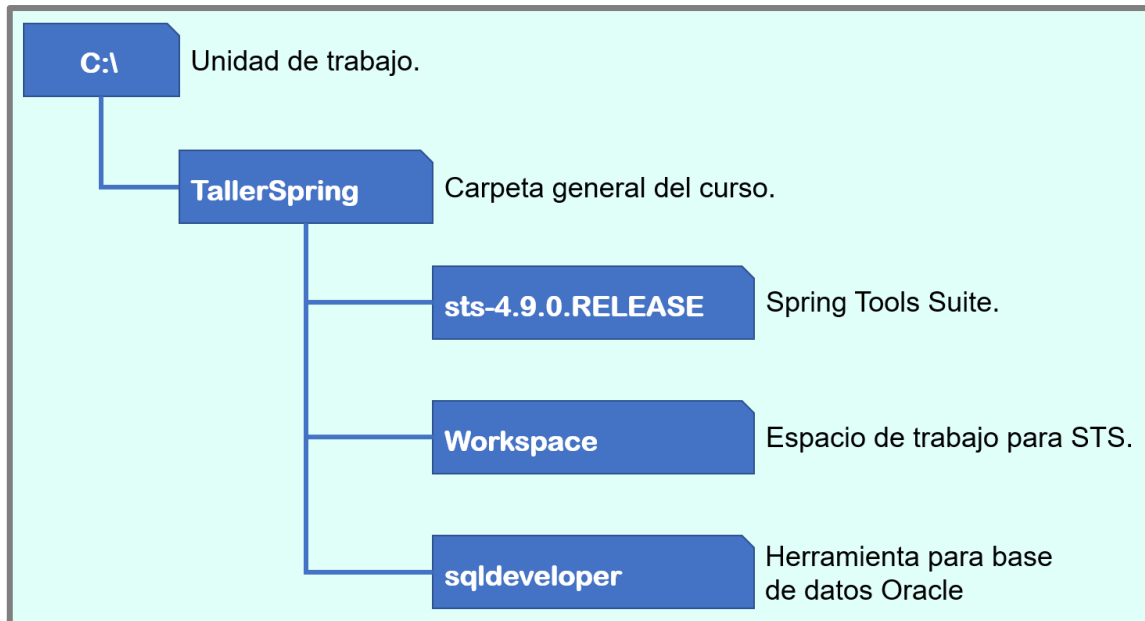 C:\
Unidad de trabajo.
TallerSpring
Carpeta general del curso.
sts-4.9.0.RELEASE
Spring Tools Suite.
Workspace
Espacio de trabajo para STS.
sqldeveloper
Herramienta para base
de datos Oracle